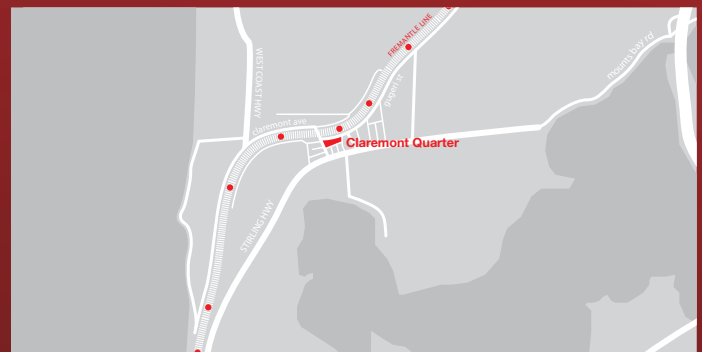 FREMANTLE LINE
mounts bay rd
WEST COAST HWY
gugeri st
claremont ave
Claremont Quarter
STIRLING HWY